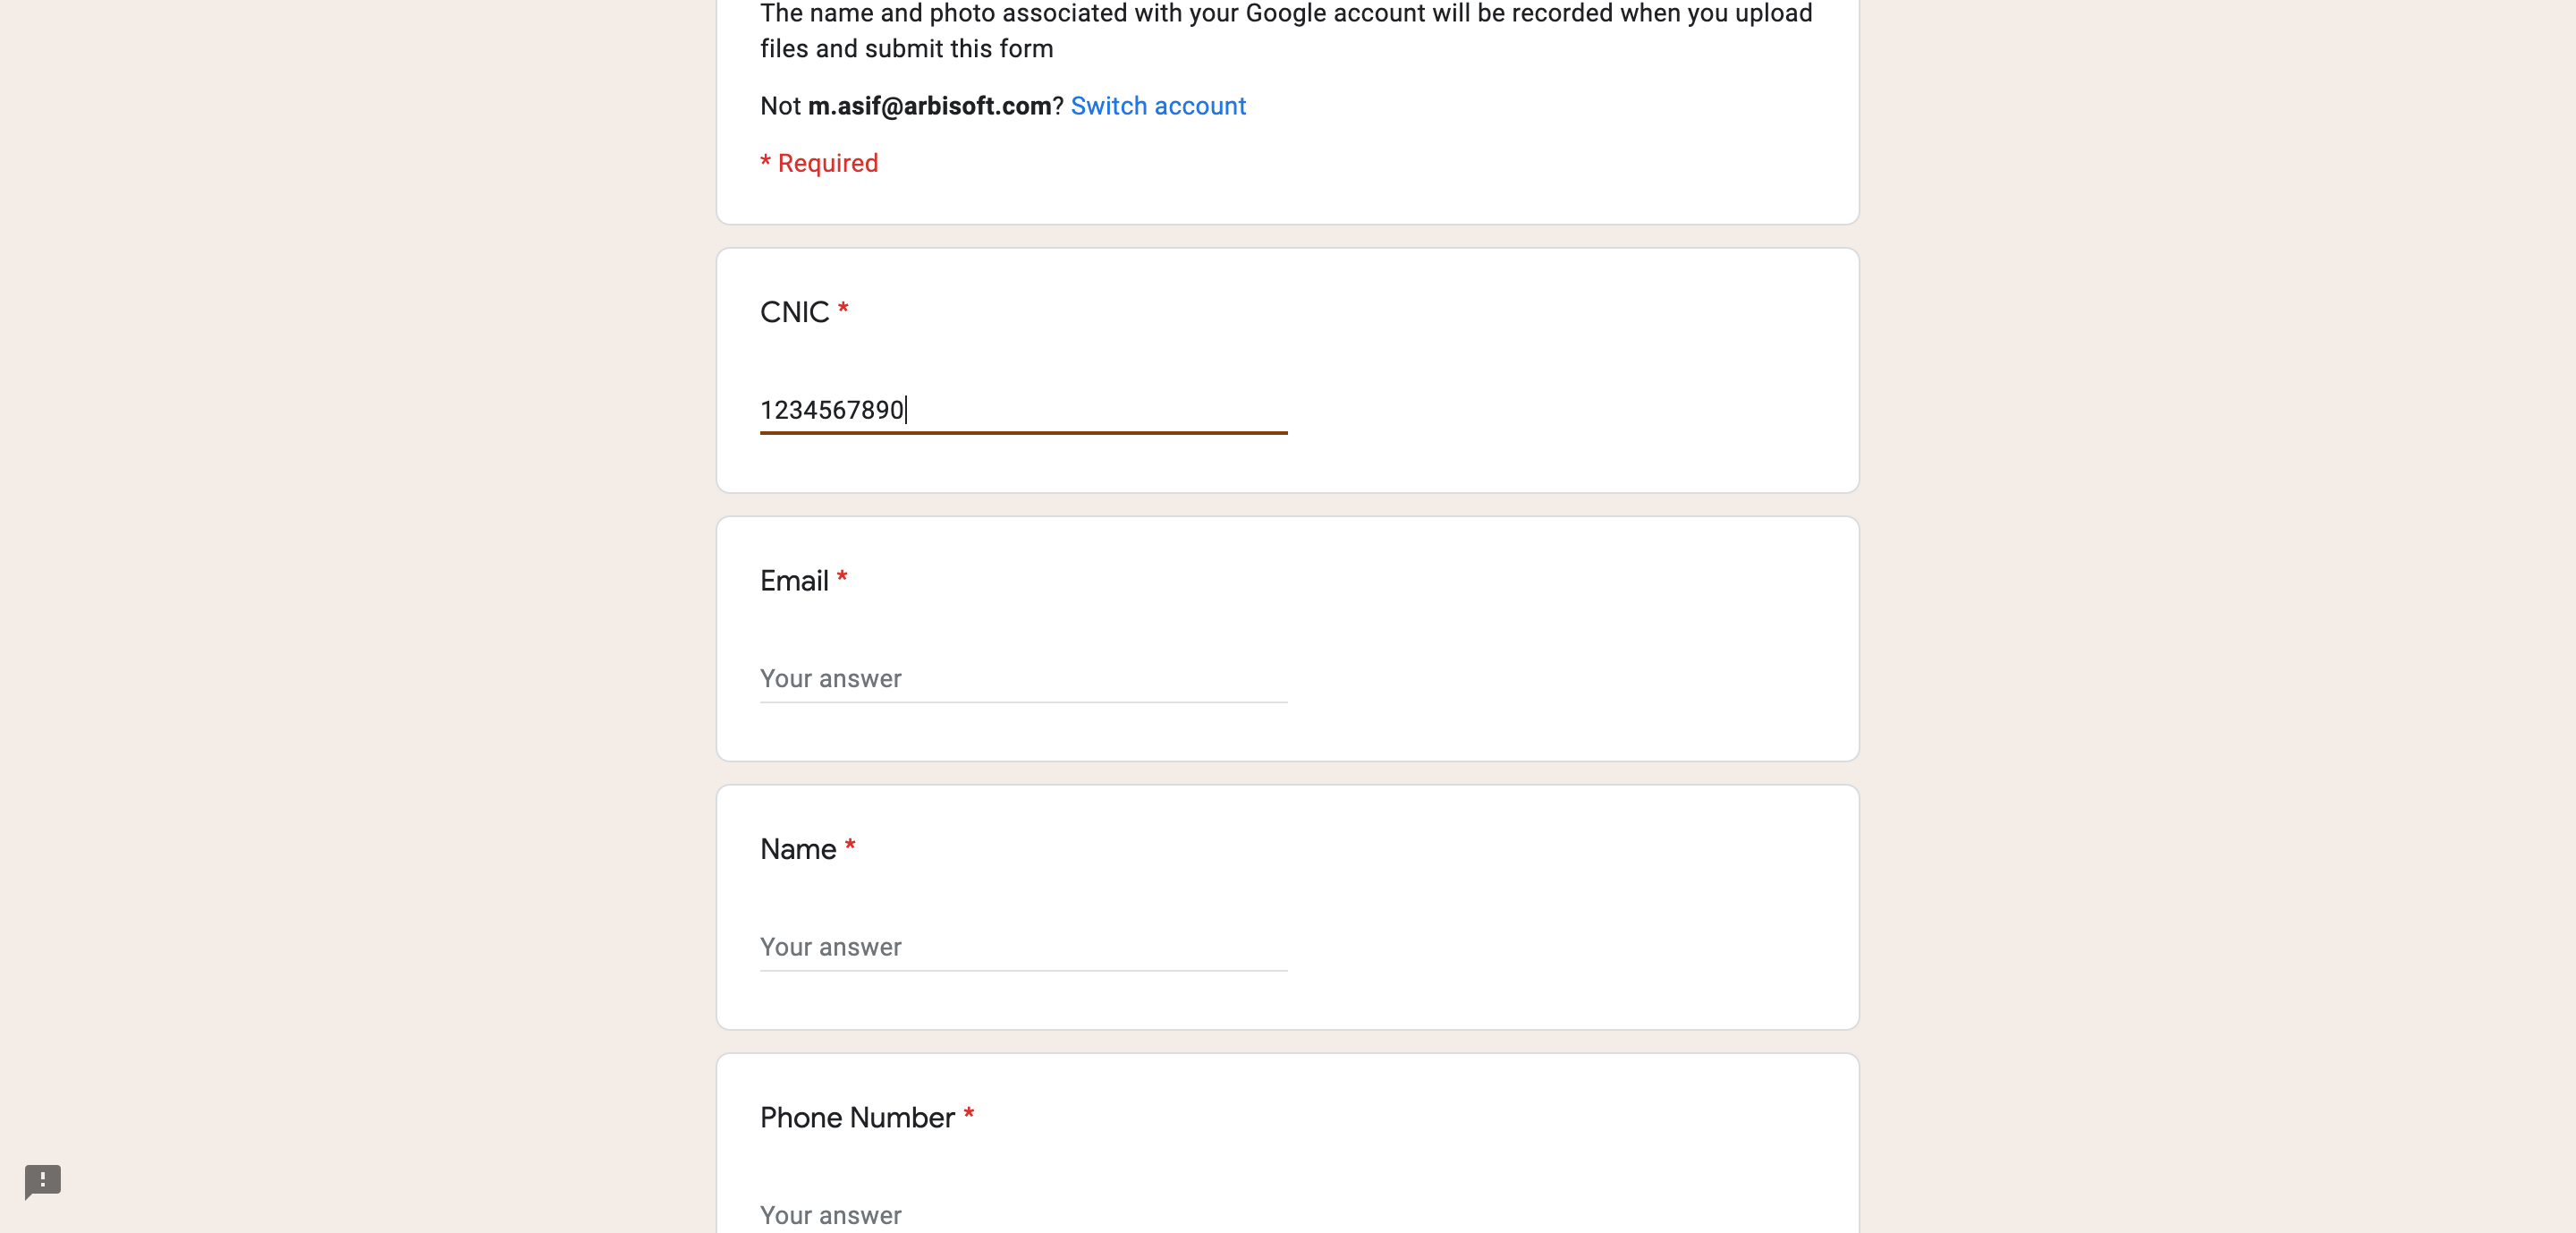 The name and photo associated with your Google account will be recorded when you upload
files and submit this form
Not m.asif@arbisoft.com? Switch account
* Required
CNIC *
1234567890
Email *
Your answer
Name *
Your answer
Phone Number *
Your answer